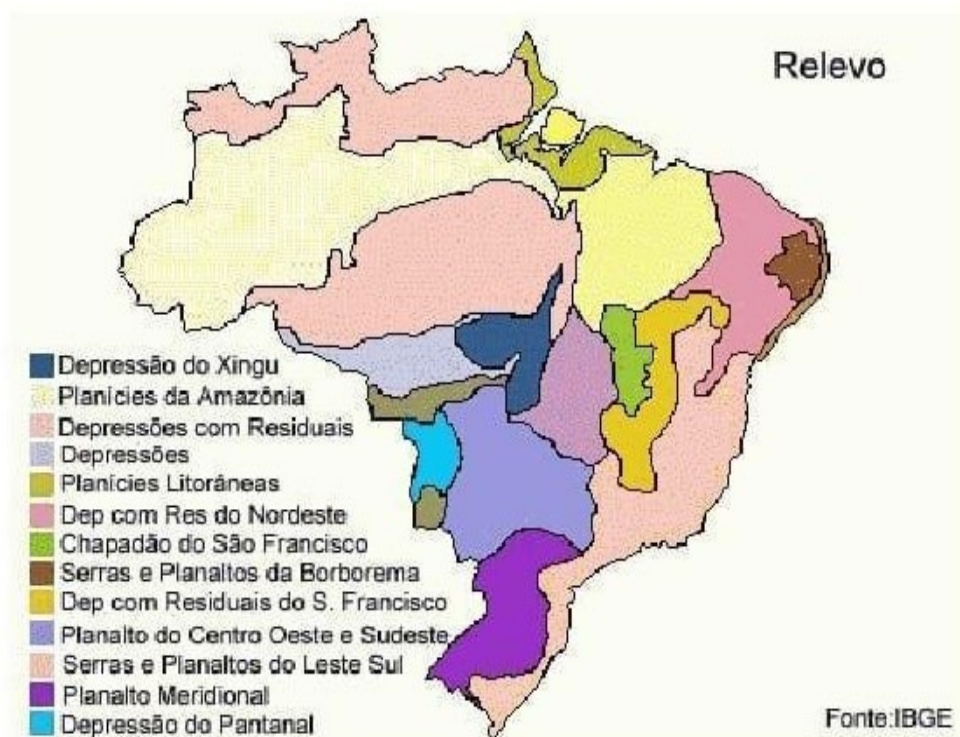 Relevo
Depressão do Xingu
Planícies da Amazônia
Depressões com Residuais
Depressões
Planícies Litorâneas
Dep com Res do Nordeste
Chapadão do São Francisco
Serras e Planaltos da Borborema
Dep com Residuais do S. Francisco
Planalto do Centro Oeste e Sudeste
Serras e Planaltos do Leste Sul
Planalto Meridional
Depressão do Pantanal
Fonte:IBGE